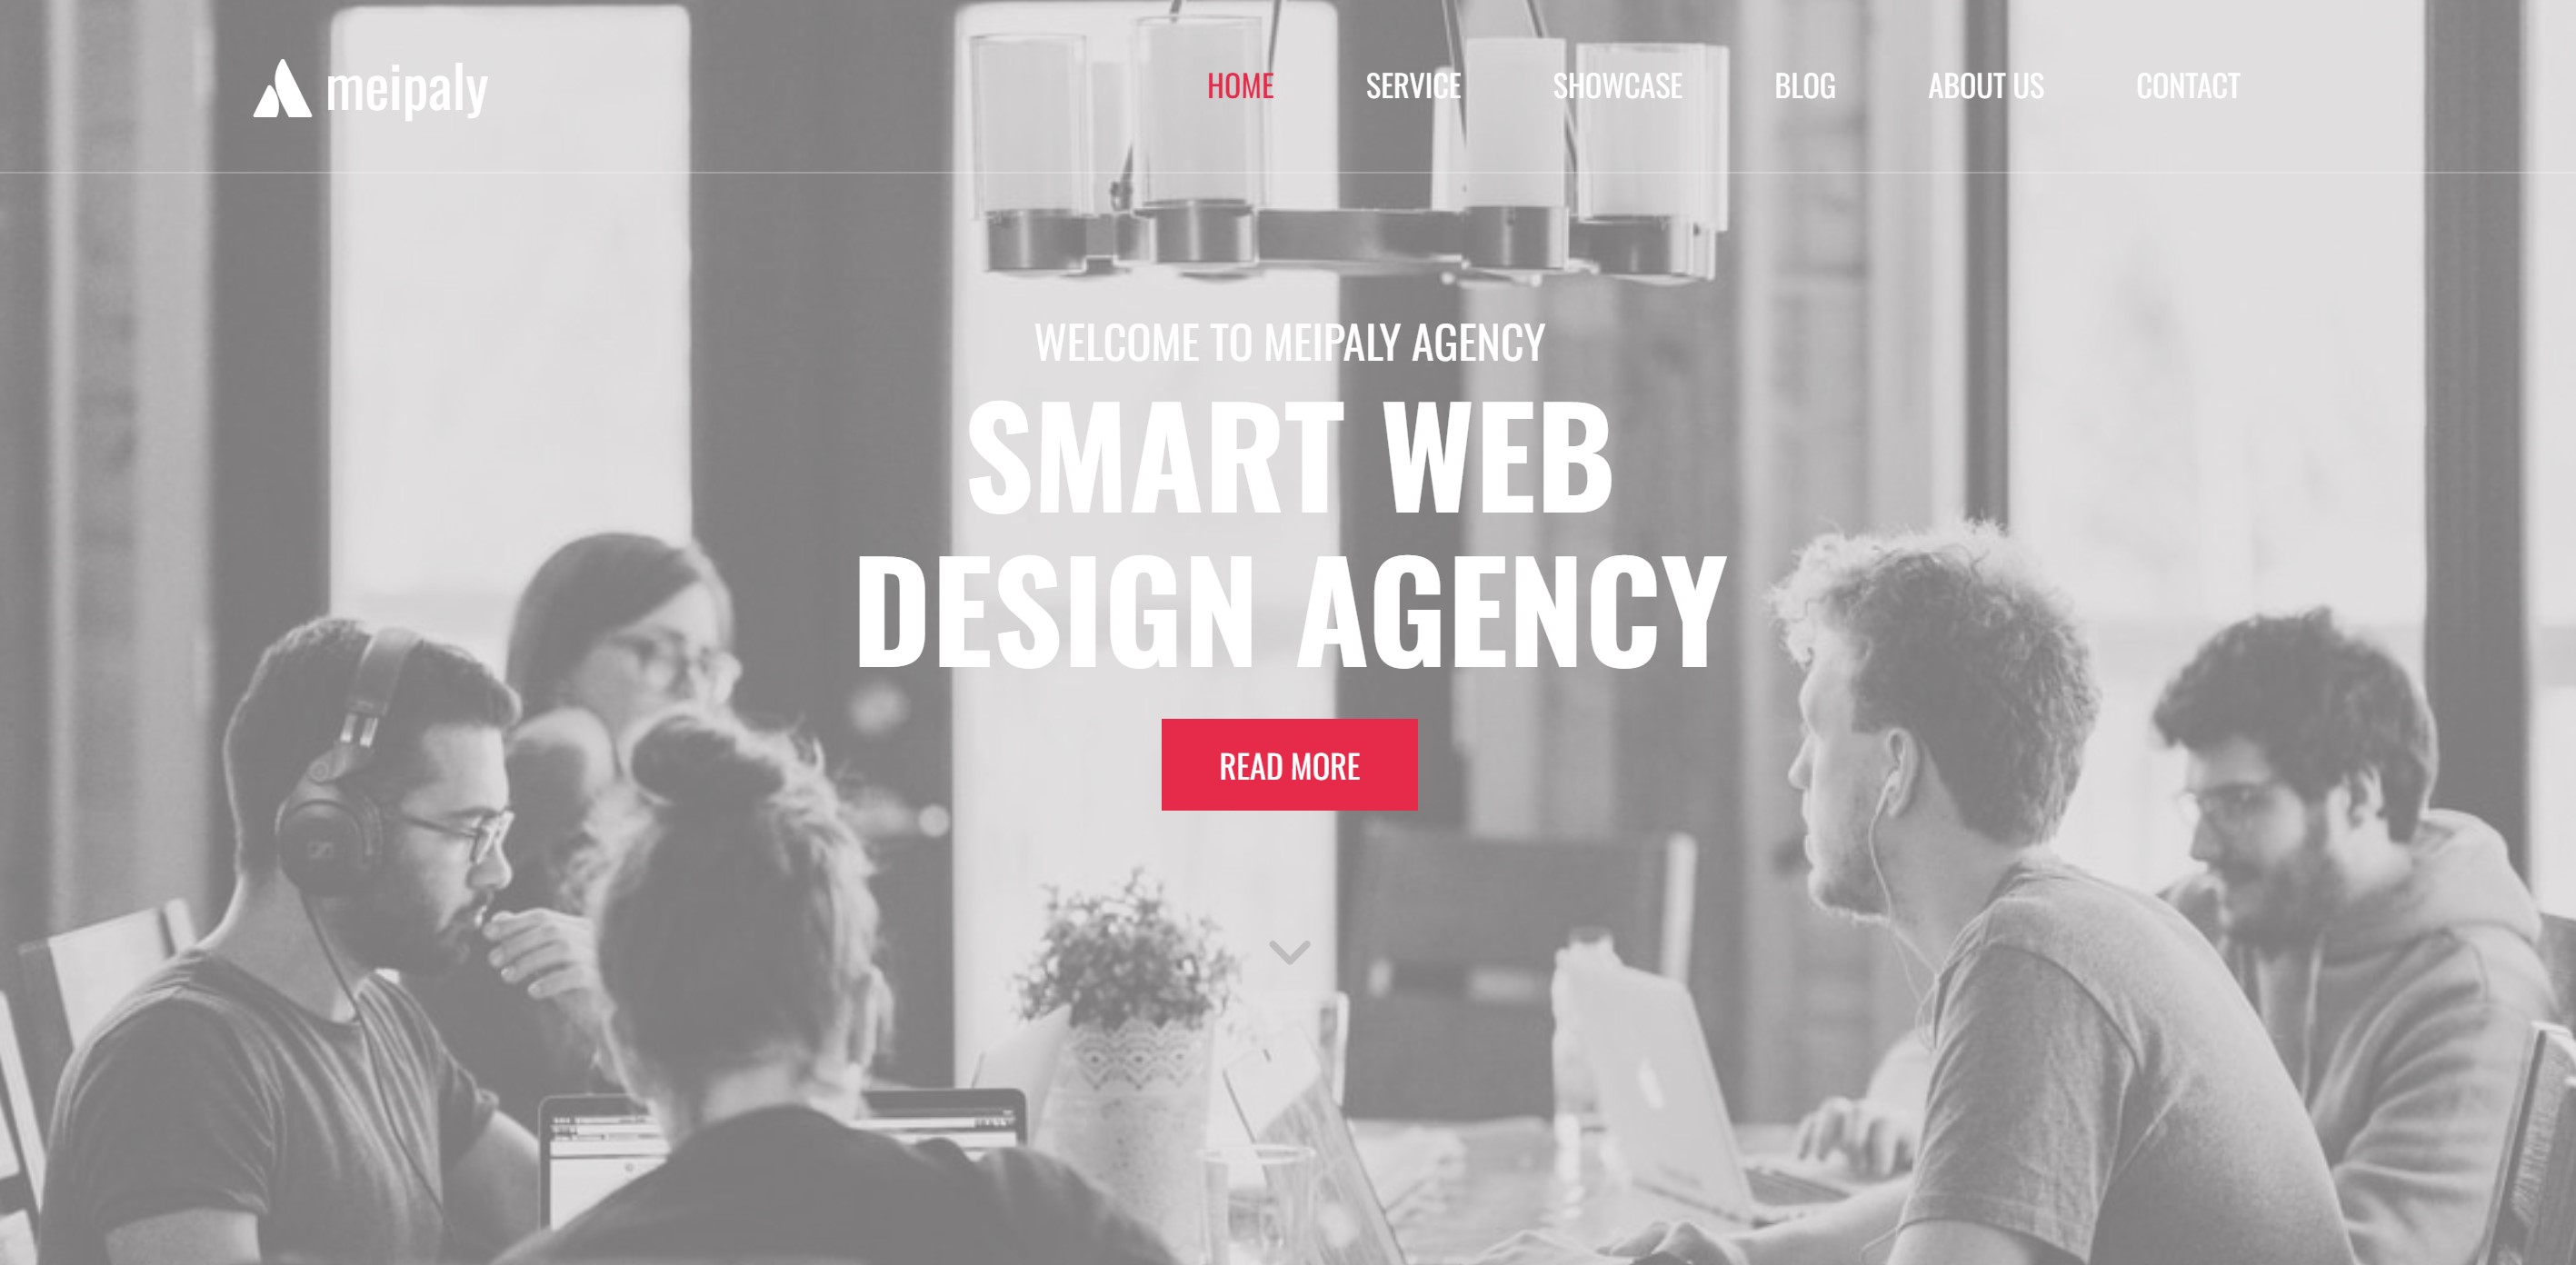 meipaly
HOME SERVICE SHOWCASE BLOG ABOUT US CONTACT
WELCOME TO MEIPALY AGENCY
SMART WEB
DESIGN AGENCY
READ MORE